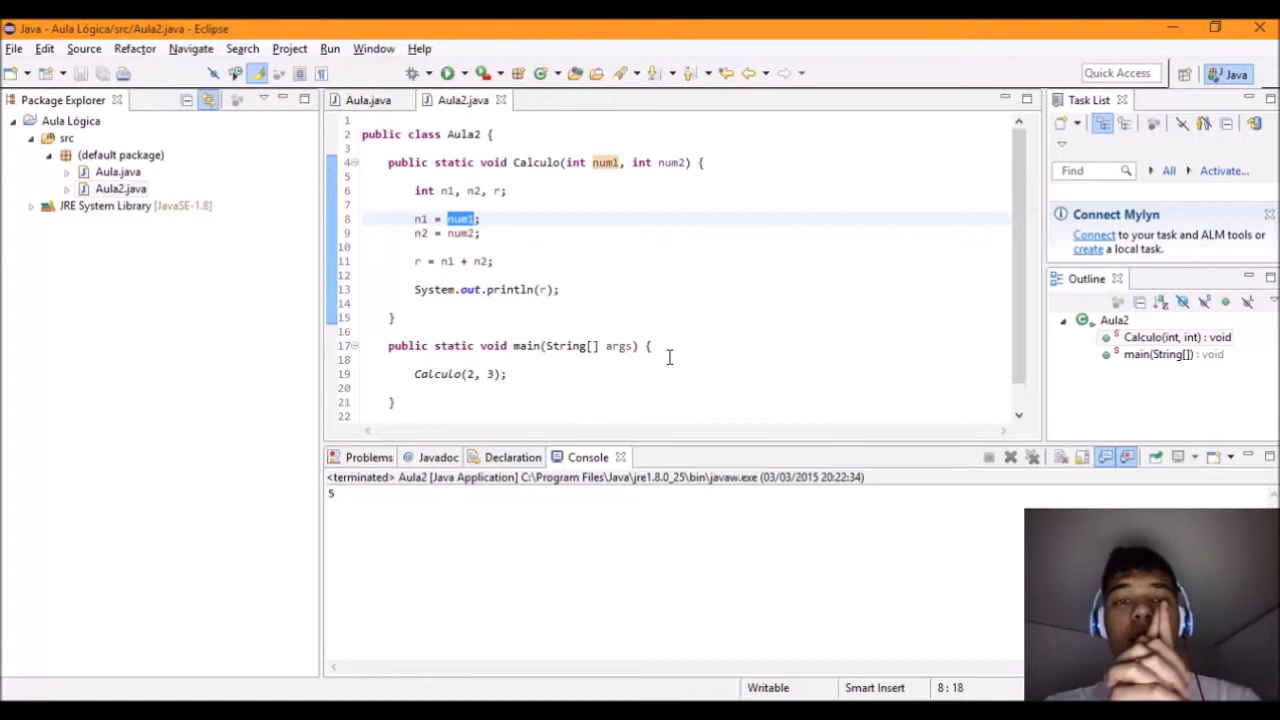 Java - Aula Lógica/src/Aula2.java - Eclipse
File Edit Source Refactor Navigate Search Project Run Window Help
Quick Access Java
Package Explorer
Aula Lógica
src
(default package)
Aula.java
Aula2.java
JRE System Library [JavaSE-1.8]
Aula.java Aula2.java
1
2 public class Aula2 {
3
4 public static void Calculo(int num1, int num2) {
5
6 int n1, n2, r;
7
8 n1 = num1;
9 n2 = num2;
10
11 r = n1 + n2;
12
13 System.out.println(r);
14
15 }
16
17 public static void main(String[] args) {
18
19 Calculo(2, 3);
20
21 }
22
Task List
Find All Activate...
Connect Mylyn
Connect to your task and ALM tools or
create a local task.
Outline
Aula2
Calculo(int, int) : void
main(String[]) : void
Problems Javadoc Declaration Console
<terminated> Aula2 [Java Application] C:\Program Files\Java\jre1.8.0_25\bin\javaw.exe (03/03/2015 20:22:34)
5
Writable Smart Insert 8 : 18